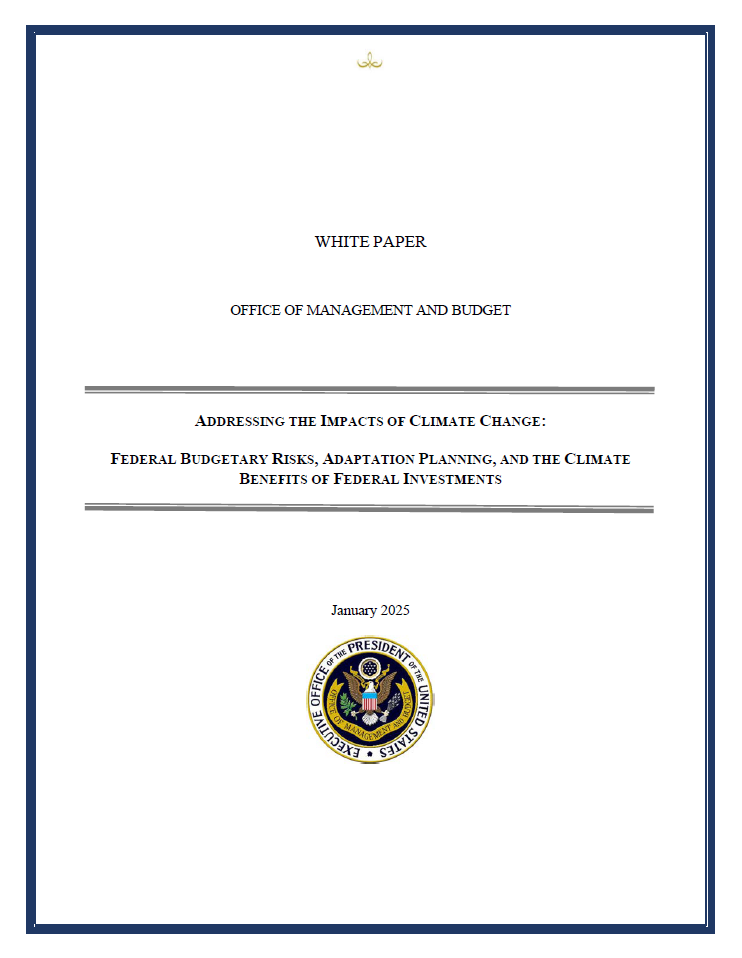 WHITE PAPER
OFFICE OF MANAGEMENT AND BUDGET
ADDRESSING THE IMPACTS OF CLIMATE CHANGE:
FEDERAL BUDGETARY RISKS, ADAPTATION PLANNING, AND THE CLIMATE
BENEFITS OF FEDERAL INVESTMENTS
January 2025
EXECUTIVE OFFICE OF THE PRESIDENT OF THE UNITED STATES
OFFICE OF MANAGEMENT AND BUDGET